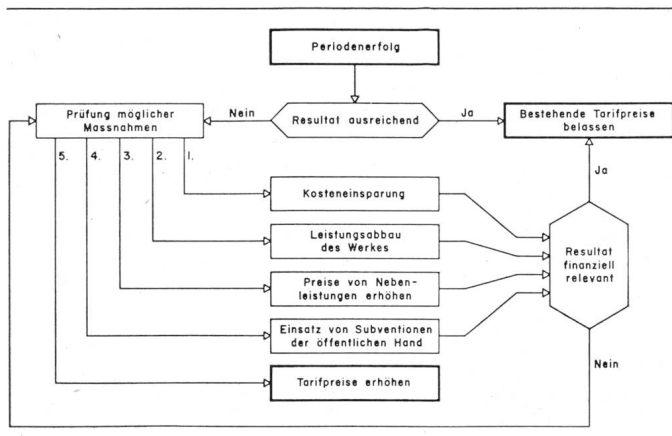 Periodenerfolg
Prüfung möglicher
Massnahmen
Nein
Resultat ausreichend
Ja
Bestehende Tarifpreise
belassen
5. 4. 3. 2. 1.
Ja
Kosteneinsparung
Leistungsabbau
des Werkes
Resultat
finanziell
relevant
Preise von Neben-
leistungen erhöhen
Einsatz von Subventionen
der öffentlichen Hand
Nein
Tarifpreise erhöhen